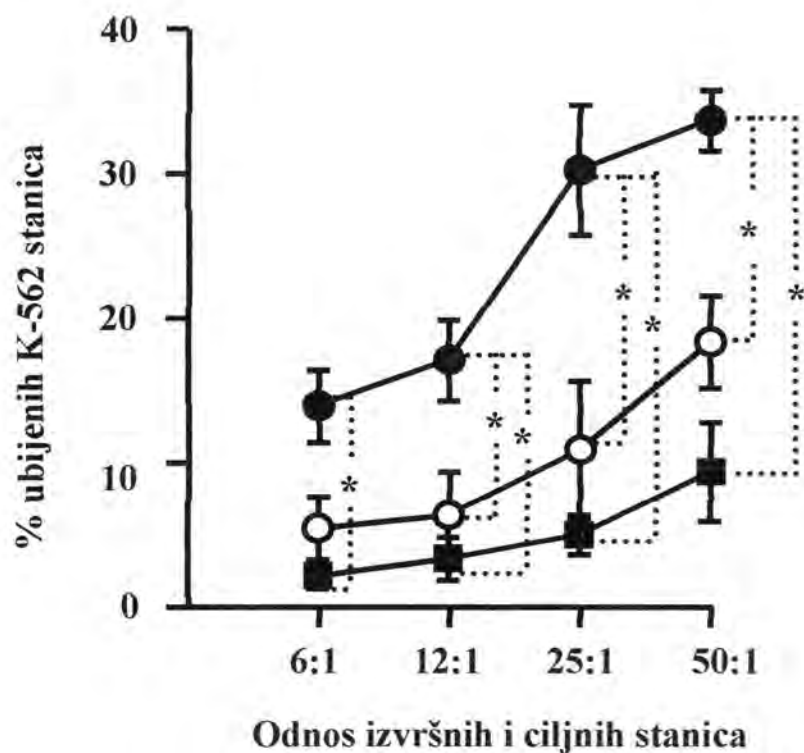 40
30
20
10
0
% ubijenih K-562 stanica
* * * * * * *
6:1 12:1 25:1 50:1
Odnos izvršnih i ciljnih stanica